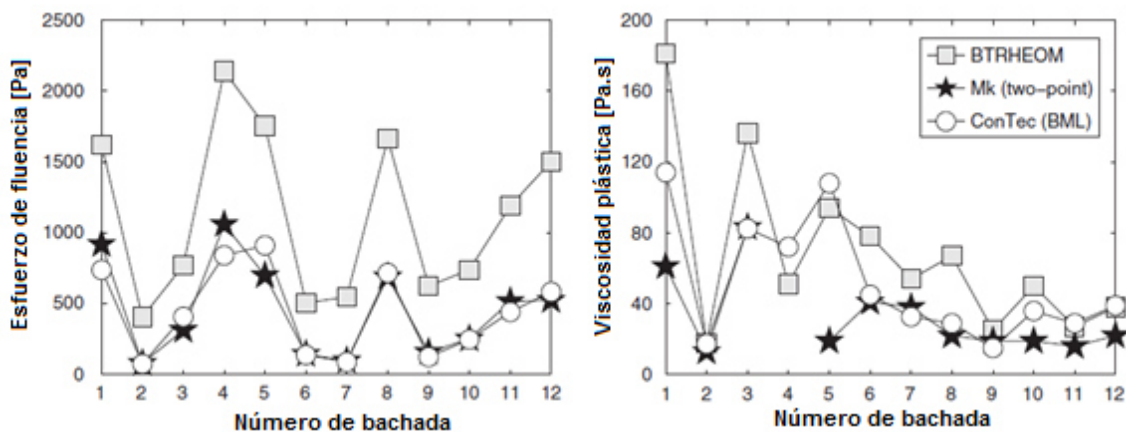 Esfuerzo de fluencia [Pa]
2500
2000
1500
1000
500
0
1 2 3 4 5 6 7 8 9 10 11 12
Número de bachada
Viscosidad plástica [Pa.s]
200
160
120
80
40
0
BTRHEOM
Mk (two-point)
ConTec (BML)
1 2 3 4 5 6 7 8 9 10 11 12
Número de bachada